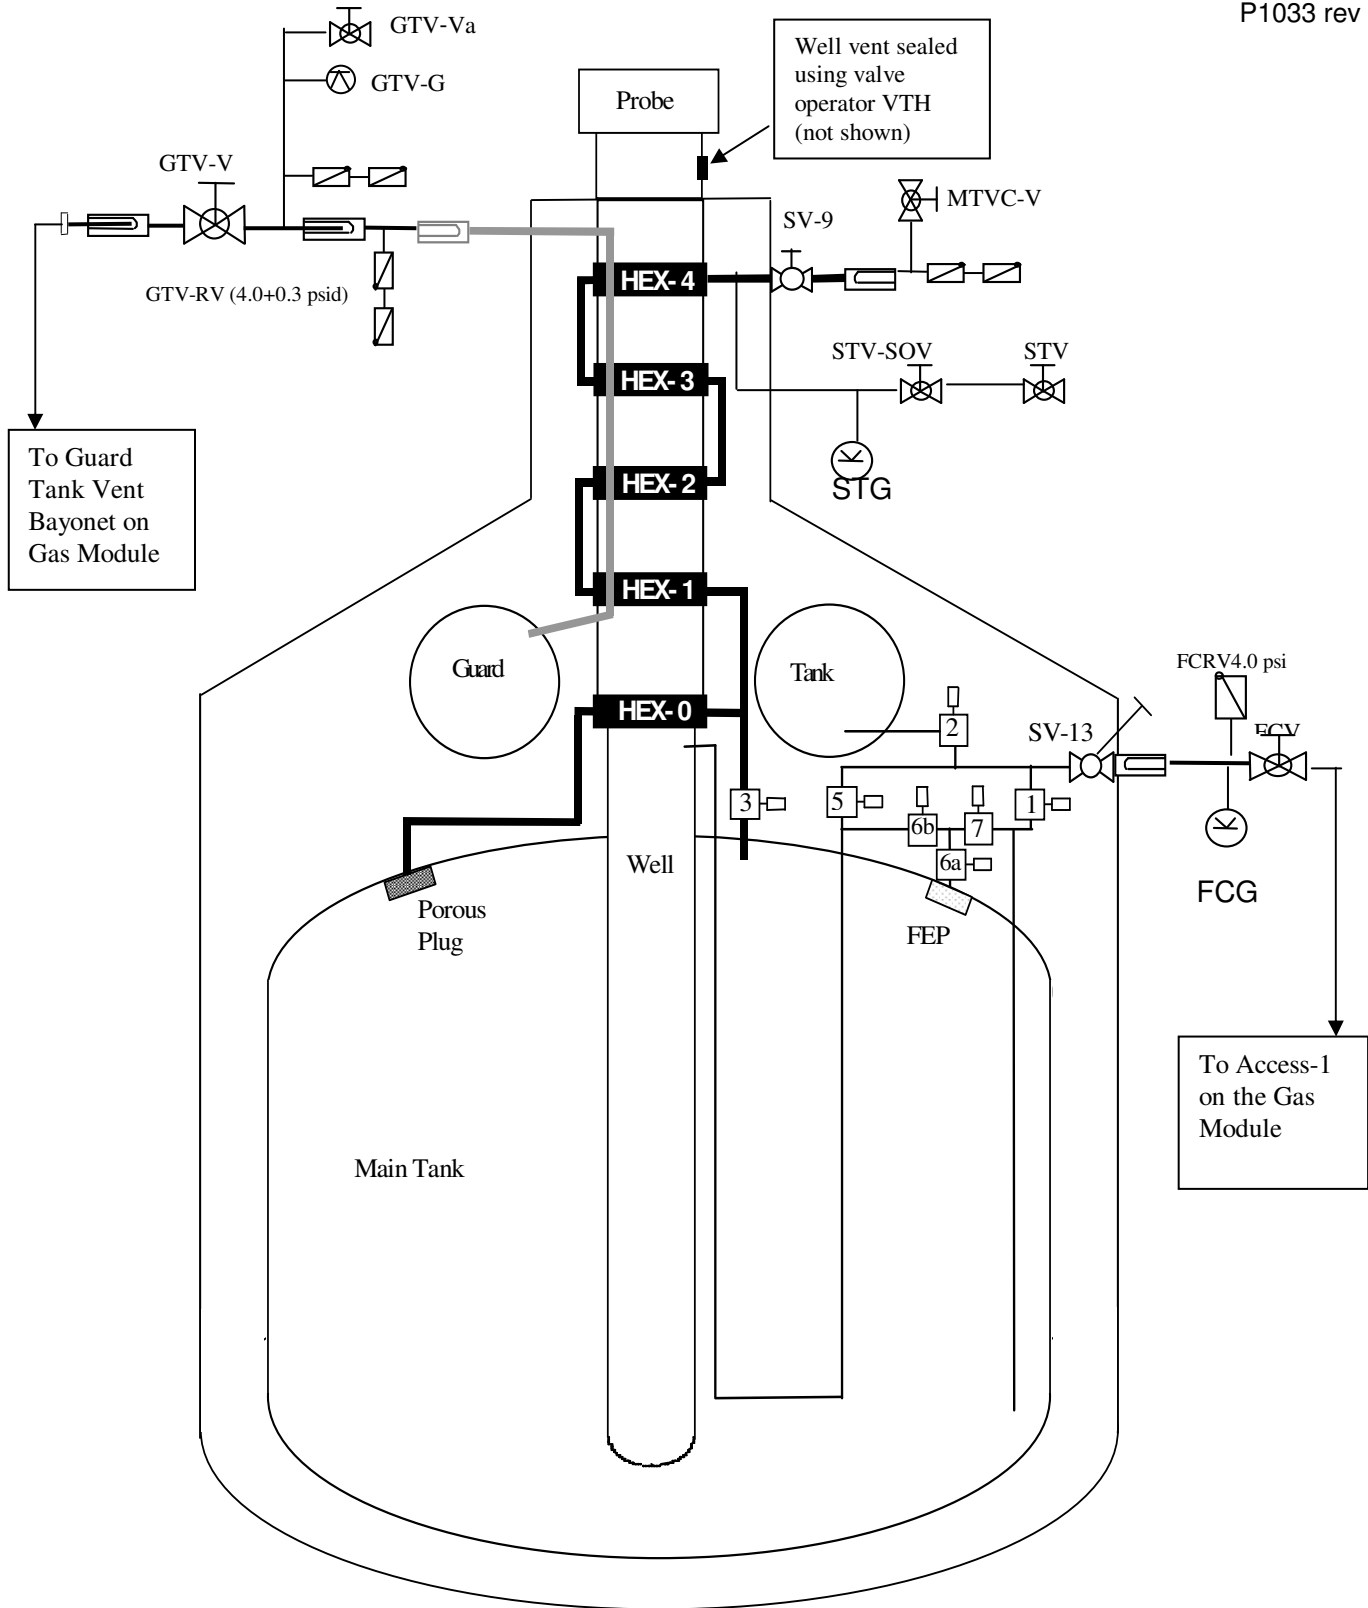 P1033 rev
GTV-Va
GTV-G
Probe
Well vent sealed
using valve
operator VTH
(not shown)
GTV-V
MTVC-V
SV-9
HEX- 4
GTV-RV (4.0+0.3 psid)
STV-SOV
STV
HEX- 3
STG
HEX- 2
To Guard
Tank Vent
Bayonet on
Gas Module
HEX- 1
Guard
Tank
FCRV4.0 psi
HEX- 0
2
SV-13
FCV
3
5
1
6b
7
6a
Well
Porous
Plug
FEP
FCG
To Access-1
on the Gas
Module
Main Tank